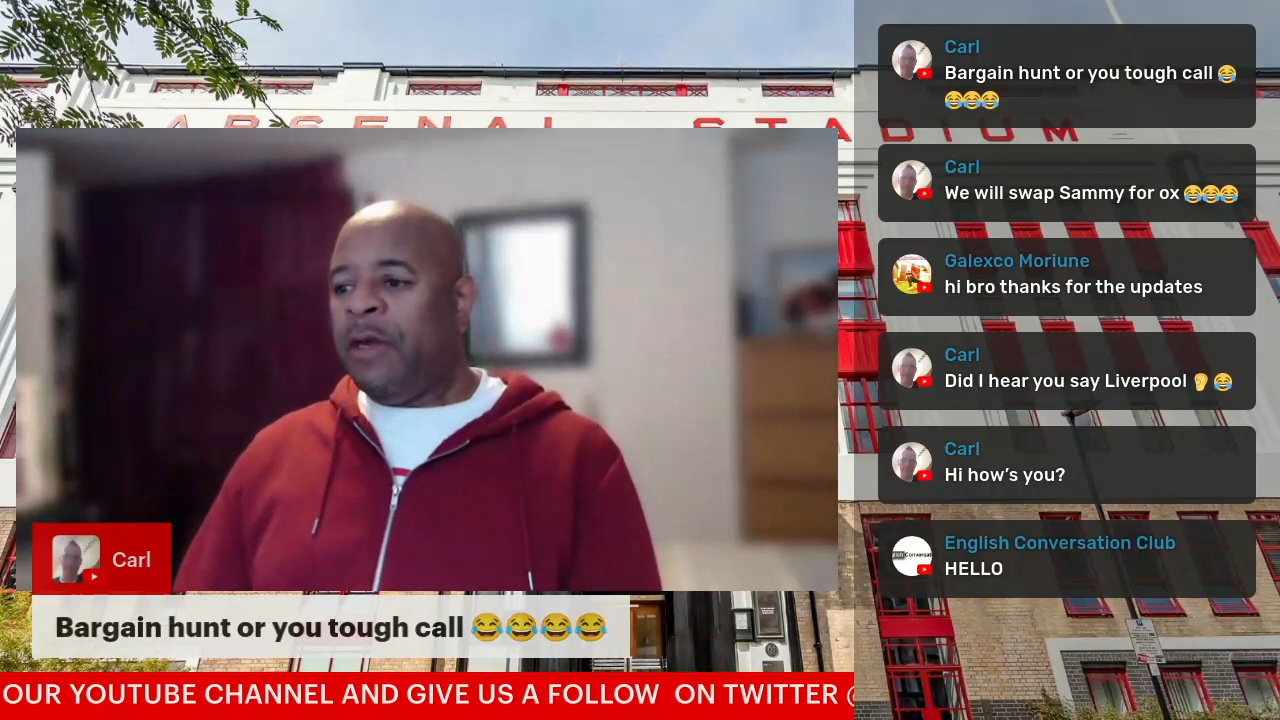 ARSENAL STADIUM
Carl
Bargain hunt or you tough call 😂
😂😂😂
Carl
We will swap Sammy for ox 😂😂😂
Galexco Moriune
hi bro thanks for the updates
Carl
Did I hear you say Liverpool 👂😂
Carl
Hi how’s you?
English Conversation Club
HELLO
Carl
Bargain hunt or you tough call 😂😂😂😂
OUR YOUTUBE CHANNEL AND GIVE US A FOLLOW ON TWITTER @